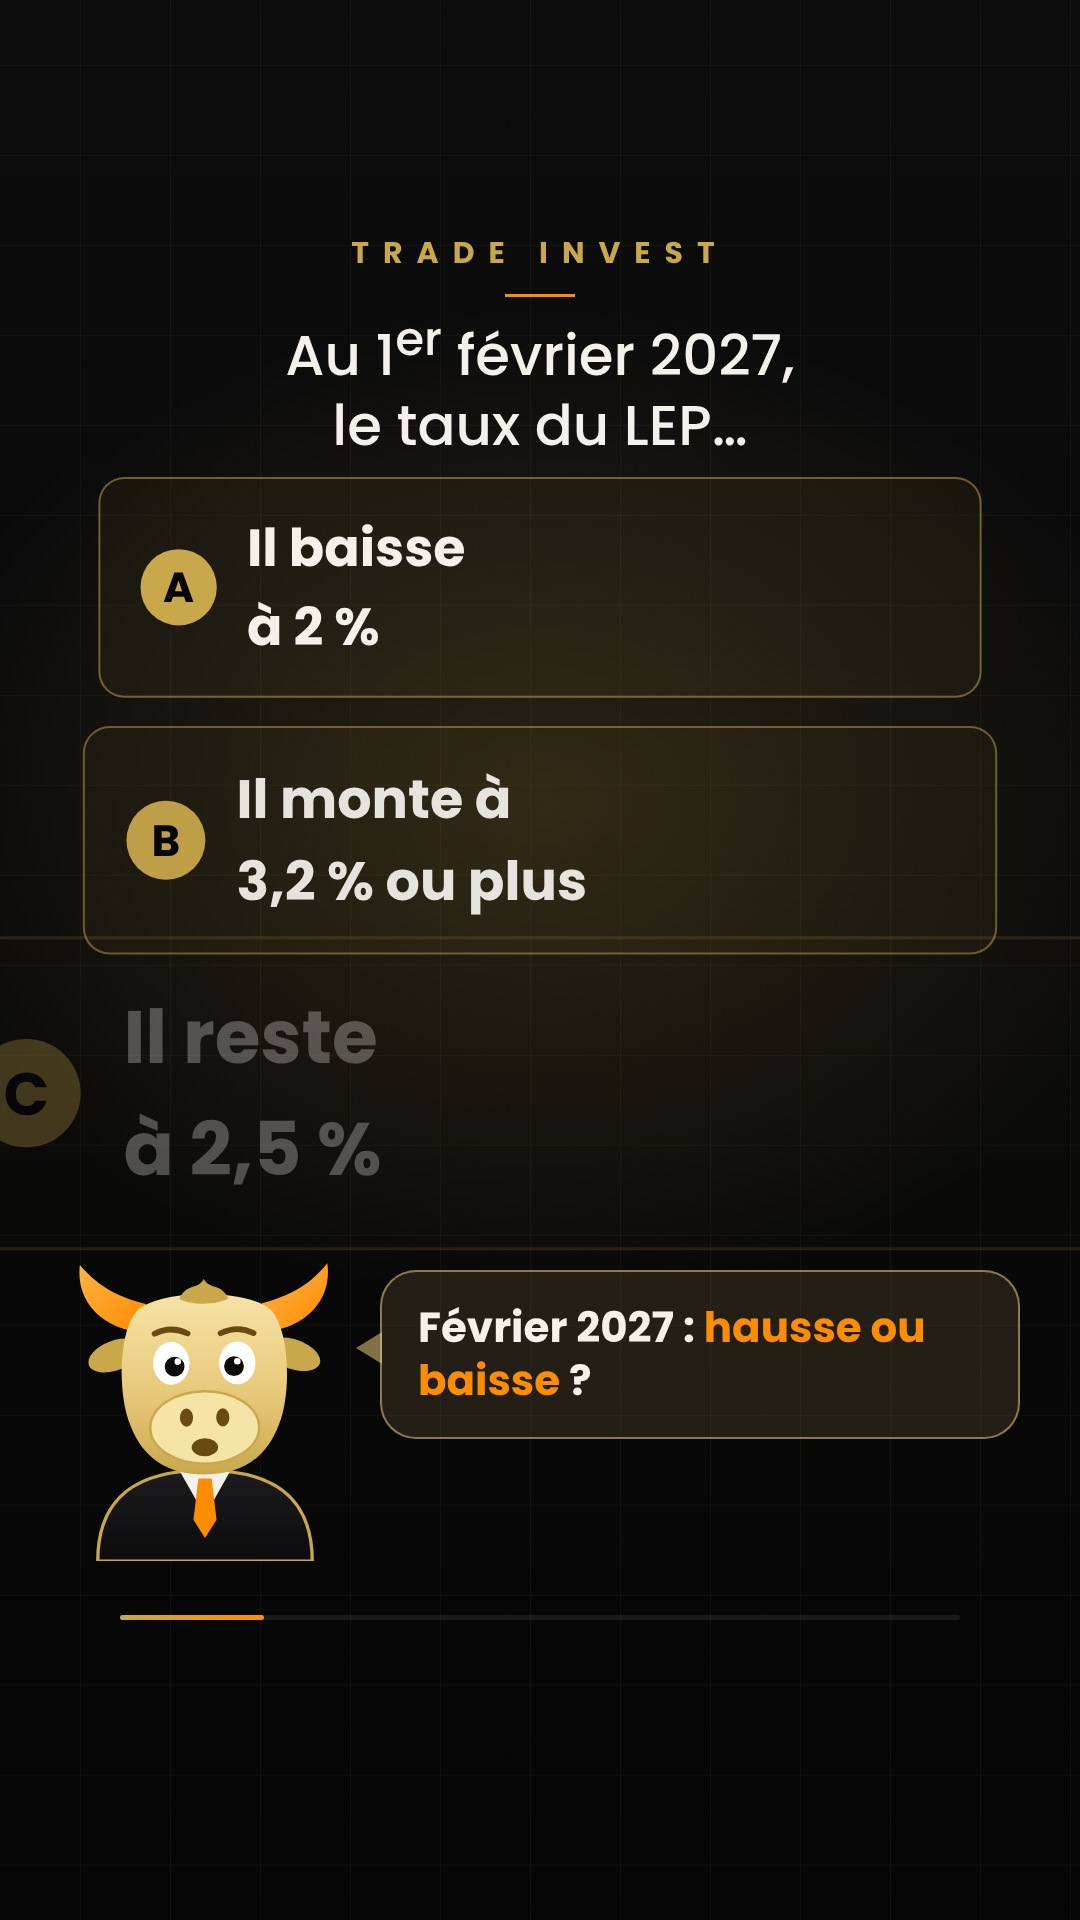 TRADE INVEST
Au 1er février 2027,
le taux du LEP...
A
Il baisse
à 2 %
B
Il monte à
3,2 % ou plus
C
Il reste
à 2,5 %
Février 2027 : hausse ou
baisse ?